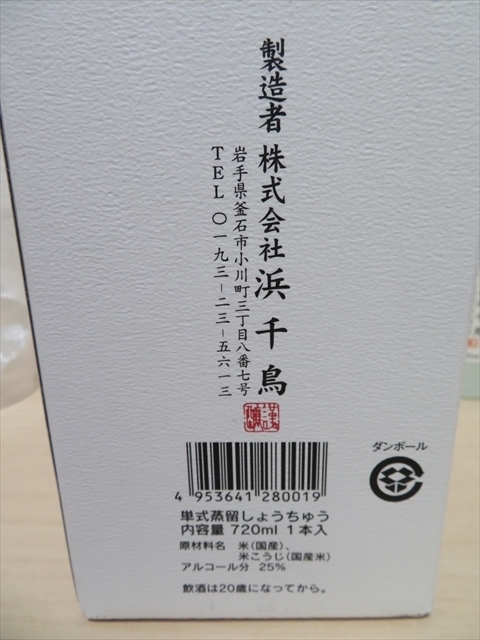 製造者 株式会社 浜千鳥
岩手県釜石市小川町三丁目八番七号
TEL 〇一九三-二三-五六一三
ダンボール
4 953641 280019
単式蒸留しょうちゅう
内容量 720ml 1本入
原材料名 米(国産)、
米こうじ(国産米)
アルコール分 25%
飲酒は20歳になってから。